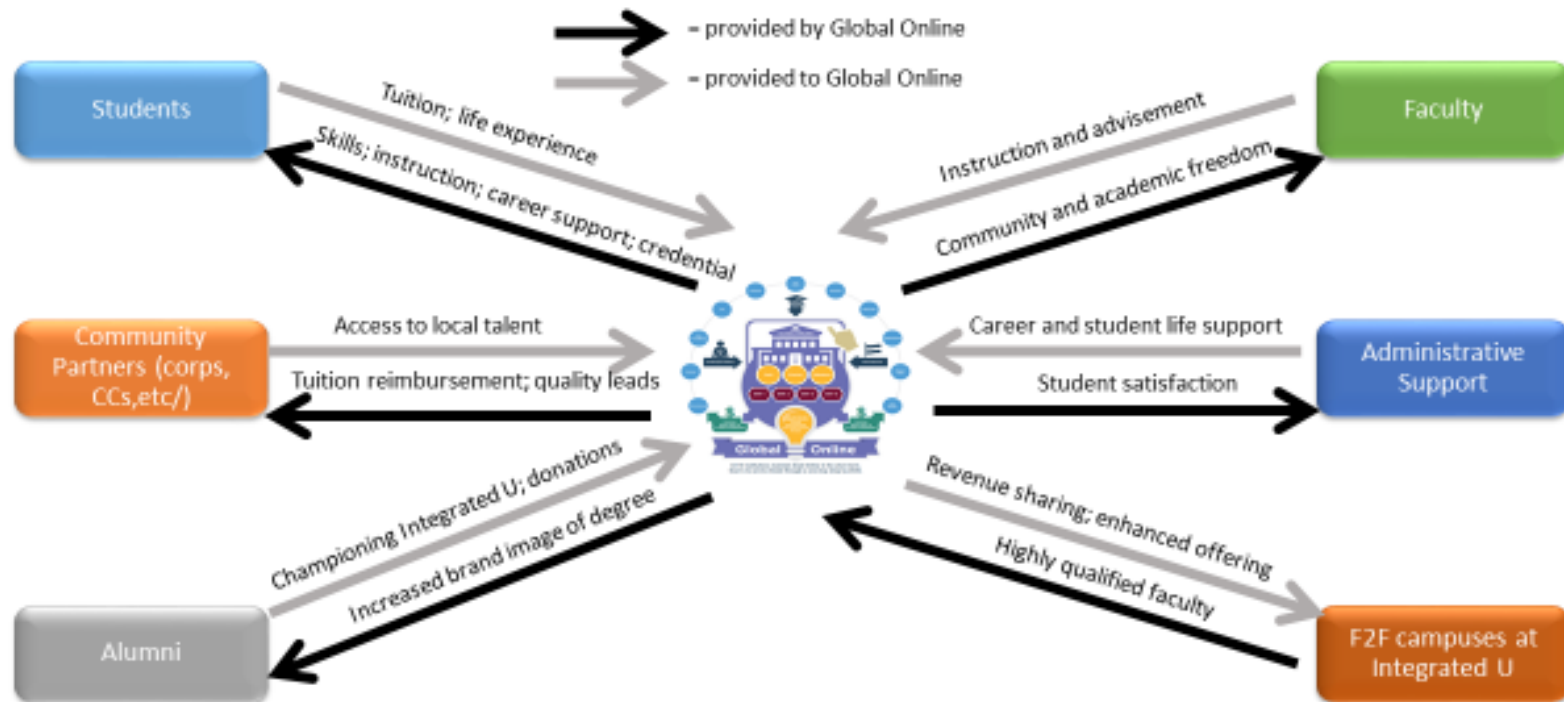 = provided by Global Online
= provided to Global Online
Students
Tuition; life experience
Skills; instruction; career support; credential
Faculty
Instruction and advisement
Community and academic freedom
Community
Partners (corps,
CCs,etc/)
Access to local talent
Tuition reimbursement; quality leads
Career and student life support
Student satisfaction
Administrative
Support
Global Online
Championing Integrated U; donations
Increased brand image of degree
Alumni
Revenue sharing; enhanced offering
Highly qualified faculty
F2F campuses at
Integrated U